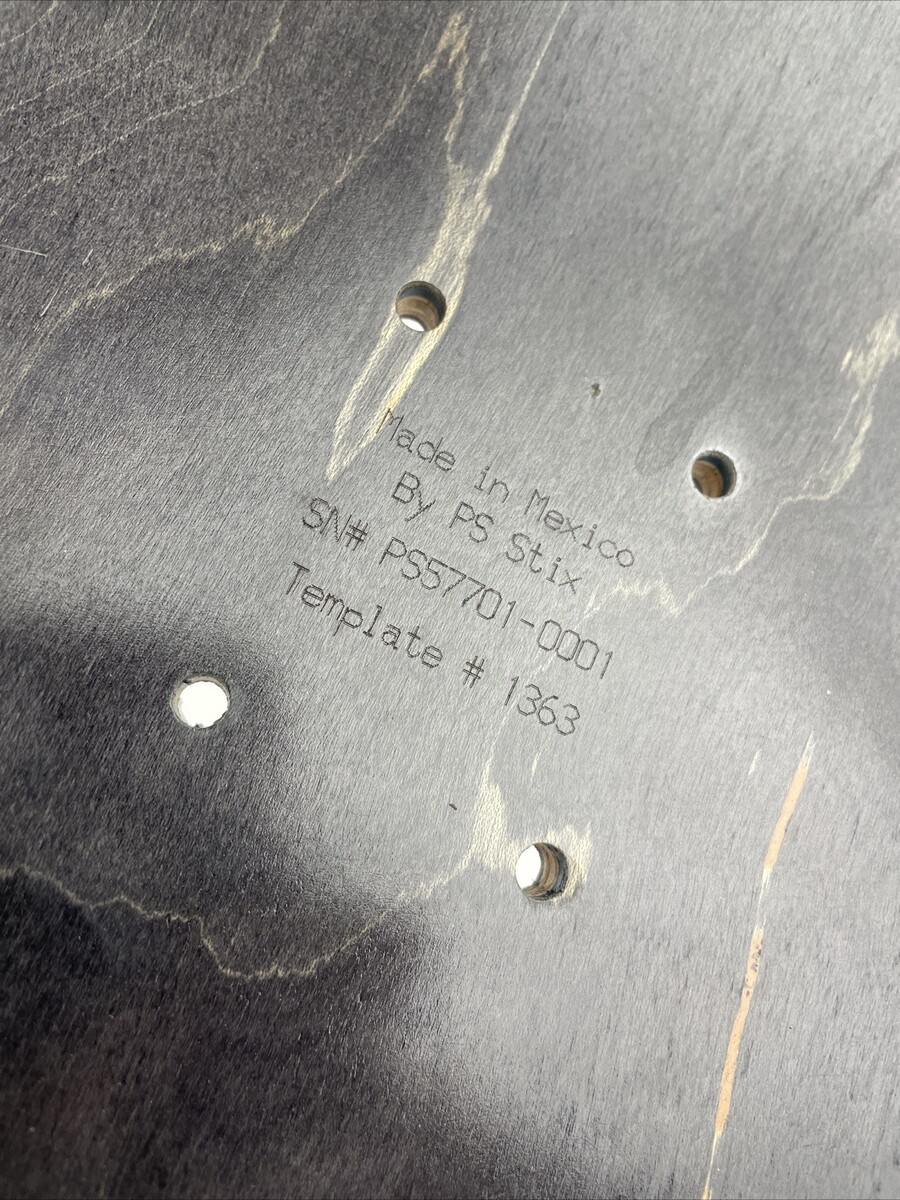 Made in Mexico
By PS Stix
SN# PS57701-0001
Template # 1363